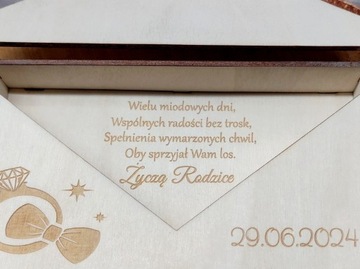 Wielu miodowych dni,
Wspólnych radości bez trosk,
Spełnienia wymarzonych chwil,
Oby sprzyjał Wam los.
Życzą Rodzice
29.06.2024